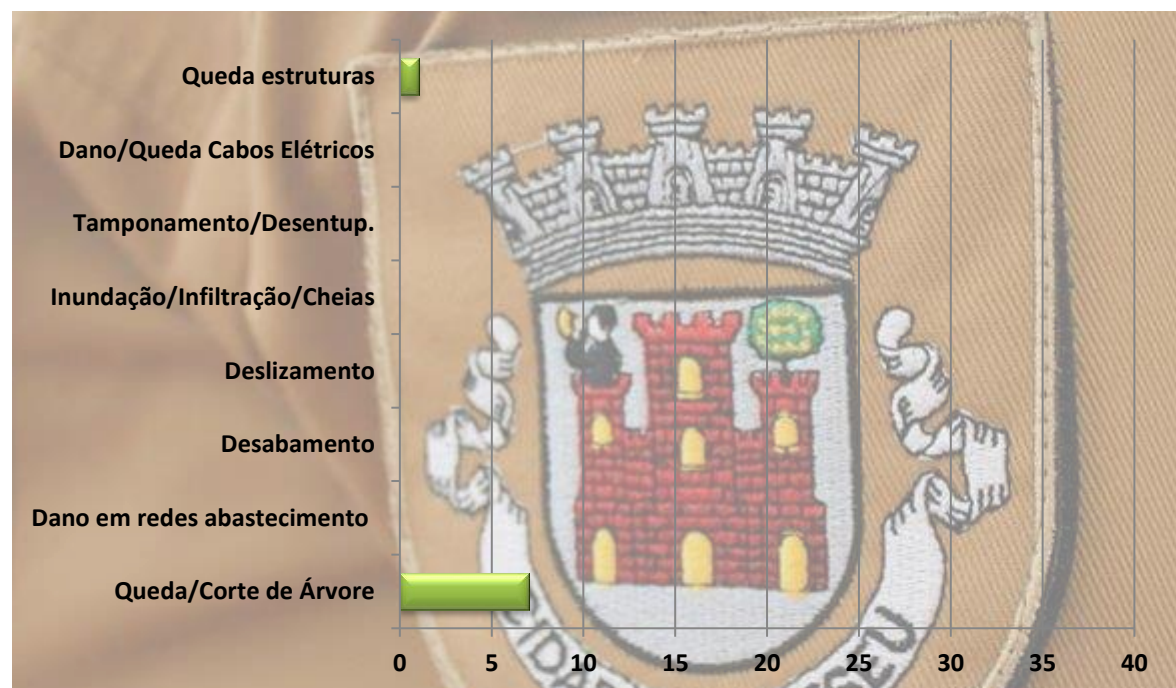 Queda estruturas
Dano/Queda Cabos Elétricos
Tamponamento/Desentup.
Inundação/Infiltração/Cheias
Deslizamento
Desabamento
Dano em redes abastecimento
Queda/Corte de Árvore
0 5 10 15 20 25 30 35 40